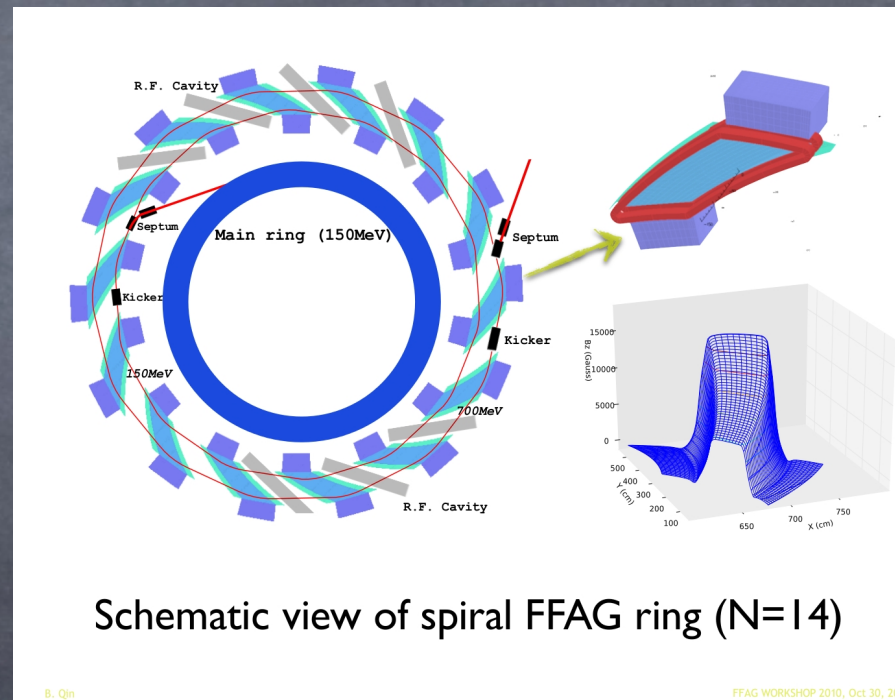 R.F. Cavity
Septum
Main ring (150MeV)
Septum
Kicker
Kicker
150MeV
700MeV
R.F. Cavity
15000
10000
5000
0
Bz (Gauss)
500
400
300
200
100
Y (cm)
650
700
750
X (cm)
Schematic view of spiral FFAG ring (N=14)
B. Qin
FFAG WORKSHOP 2010, Oct 30, 2